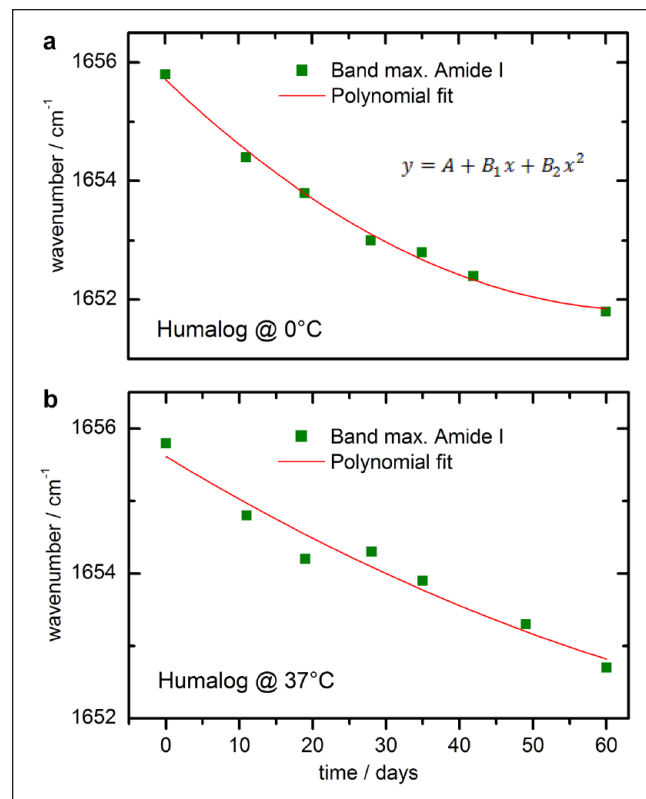 a
1656
Band max. Amide I
Polynomial fit
y = A + B₁x + B₂x²
1654
wavenumber / cm⁻¹
1652
Humalog @ 0°C
b
1656
Band max. Amide I
Polynomial fit
1654
wavenumber / cm⁻¹
Humalog @ 37°C
1652
0 10 20 30 40 50 60
time / days